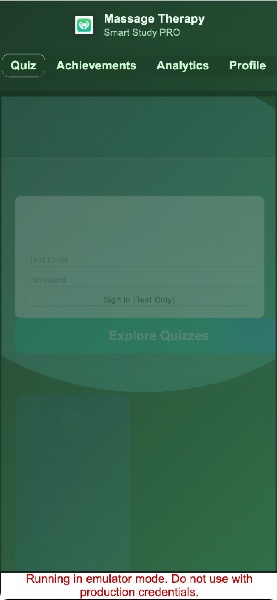 Massage Therapy
Smart Study PRO
Quiz Achievements Analytics Profile
Test Email
Password
Sign In (Test Only)
Explore Quizzes
Running in emulator mode. Do not use with
production credentials.